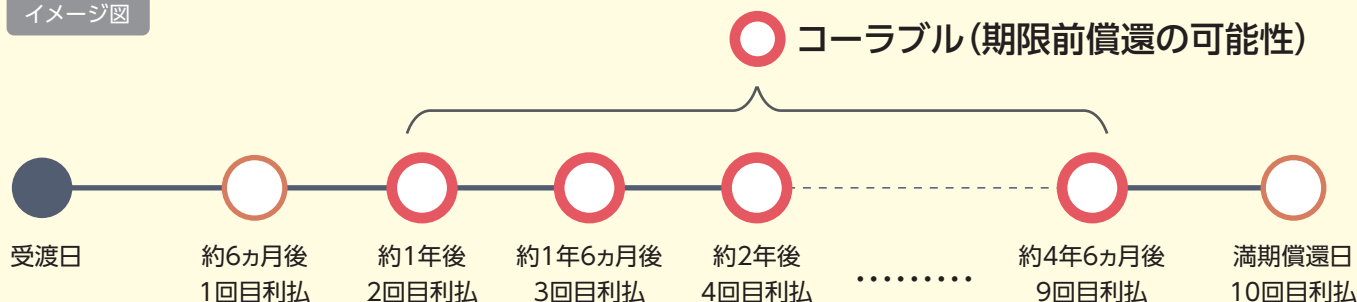 イメージ図
コーラブル(期限前償還の可能性)
受渡日
約6ヵ月後
1回目利払
約1年後
2回目利払
約1年6ヵ月後
3回目利払
約2年後
4回目利払
………
約4年6ヵ月後
9回目利払
満期償還日
10回目利払